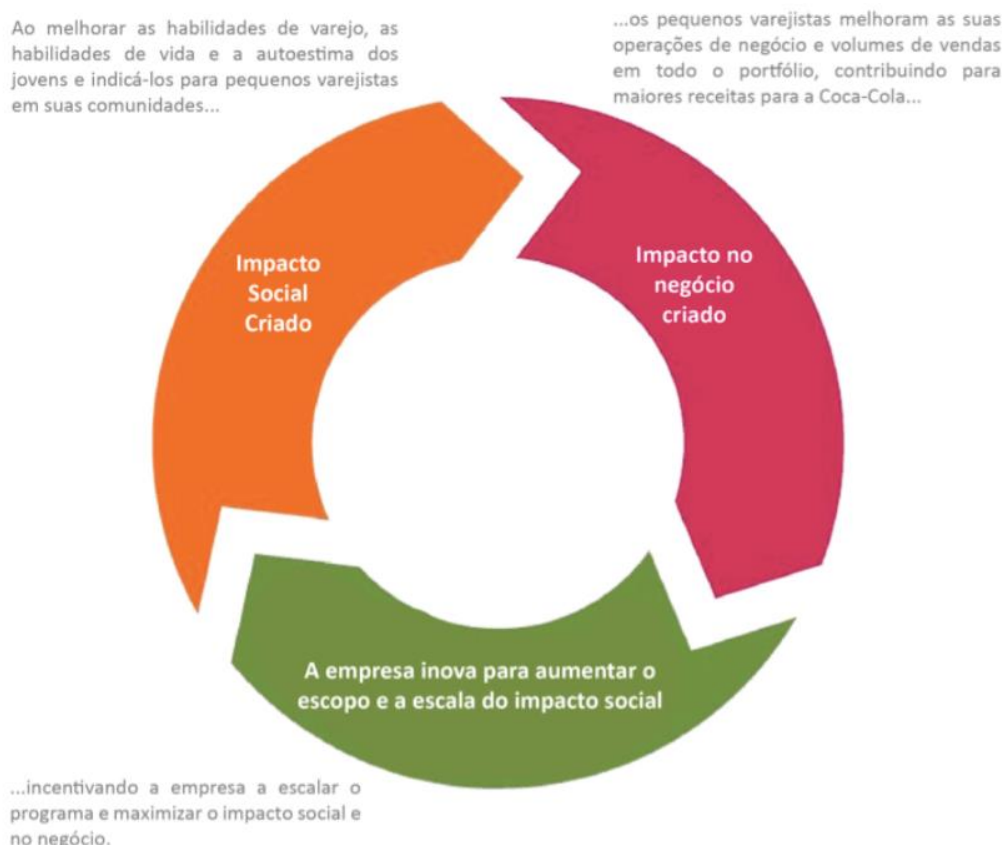 Ao melhorar as habilidades de varejo, as
habilidades de vida e a autoestima dos
jovens e indicá-los para pequenos varejistas
em suas comunidades...
...os pequenos varejistas melhoram as suas
operações de negócio e volumes de vendas
em todo o portfólio, contribuindo para
maiores receitas para a Coca-Cola...
Impacto
Social
Criado
Impacto no
negócio
criado
A empresa inova para aumentar o
escopo e a escala do impacto social
...incentivando a empresa a escalar o
programa e maximizar o impacto social e
no negócio.